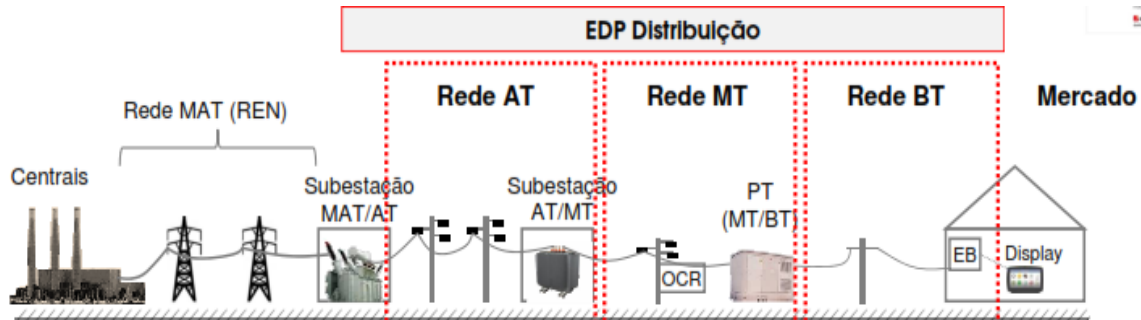 EDP Distribuição
Rede AT
Rede MT
Rede BT
Mercado
Rede MAT (REN)
Centrais
Subestação
MAT/AT
Subestação
AT/MT
PT
(MT/BT)
OCR
EB
Display